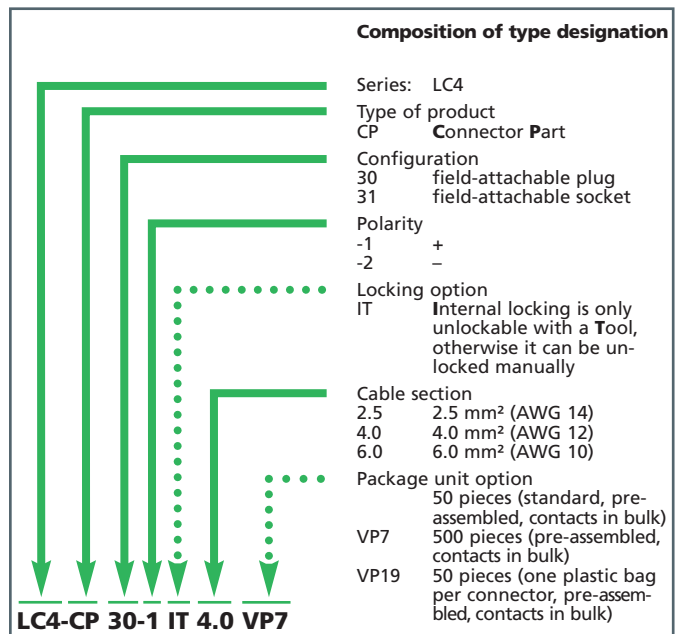 Composition of type designation
Series: LC4
Type of product
CP Connector Part
Configuration
30 field-attachable plug
31 field-attachable socket
Polarity
-1 +
-2 –
Locking option
IT Internal locking is only
unlockable with a Tool,
otherwise it can be un-
locked manually
Cable section
2.5 2.5 mm² (AWG 14)
4.0 4.0 mm² (AWG 12)
6.0 6.0 mm² (AWG 10)
Package unit option
50 pieces (standard, pre-
assembled, contacts in bulk)
VP7 500 pieces (pre-assembled,
contacts in bulk)
VP19 50 pieces (one plastic bag
per connector, pre-assem-
bled, contacts in bulk)
LC4-CP 30-1 IT 4.0 VP7